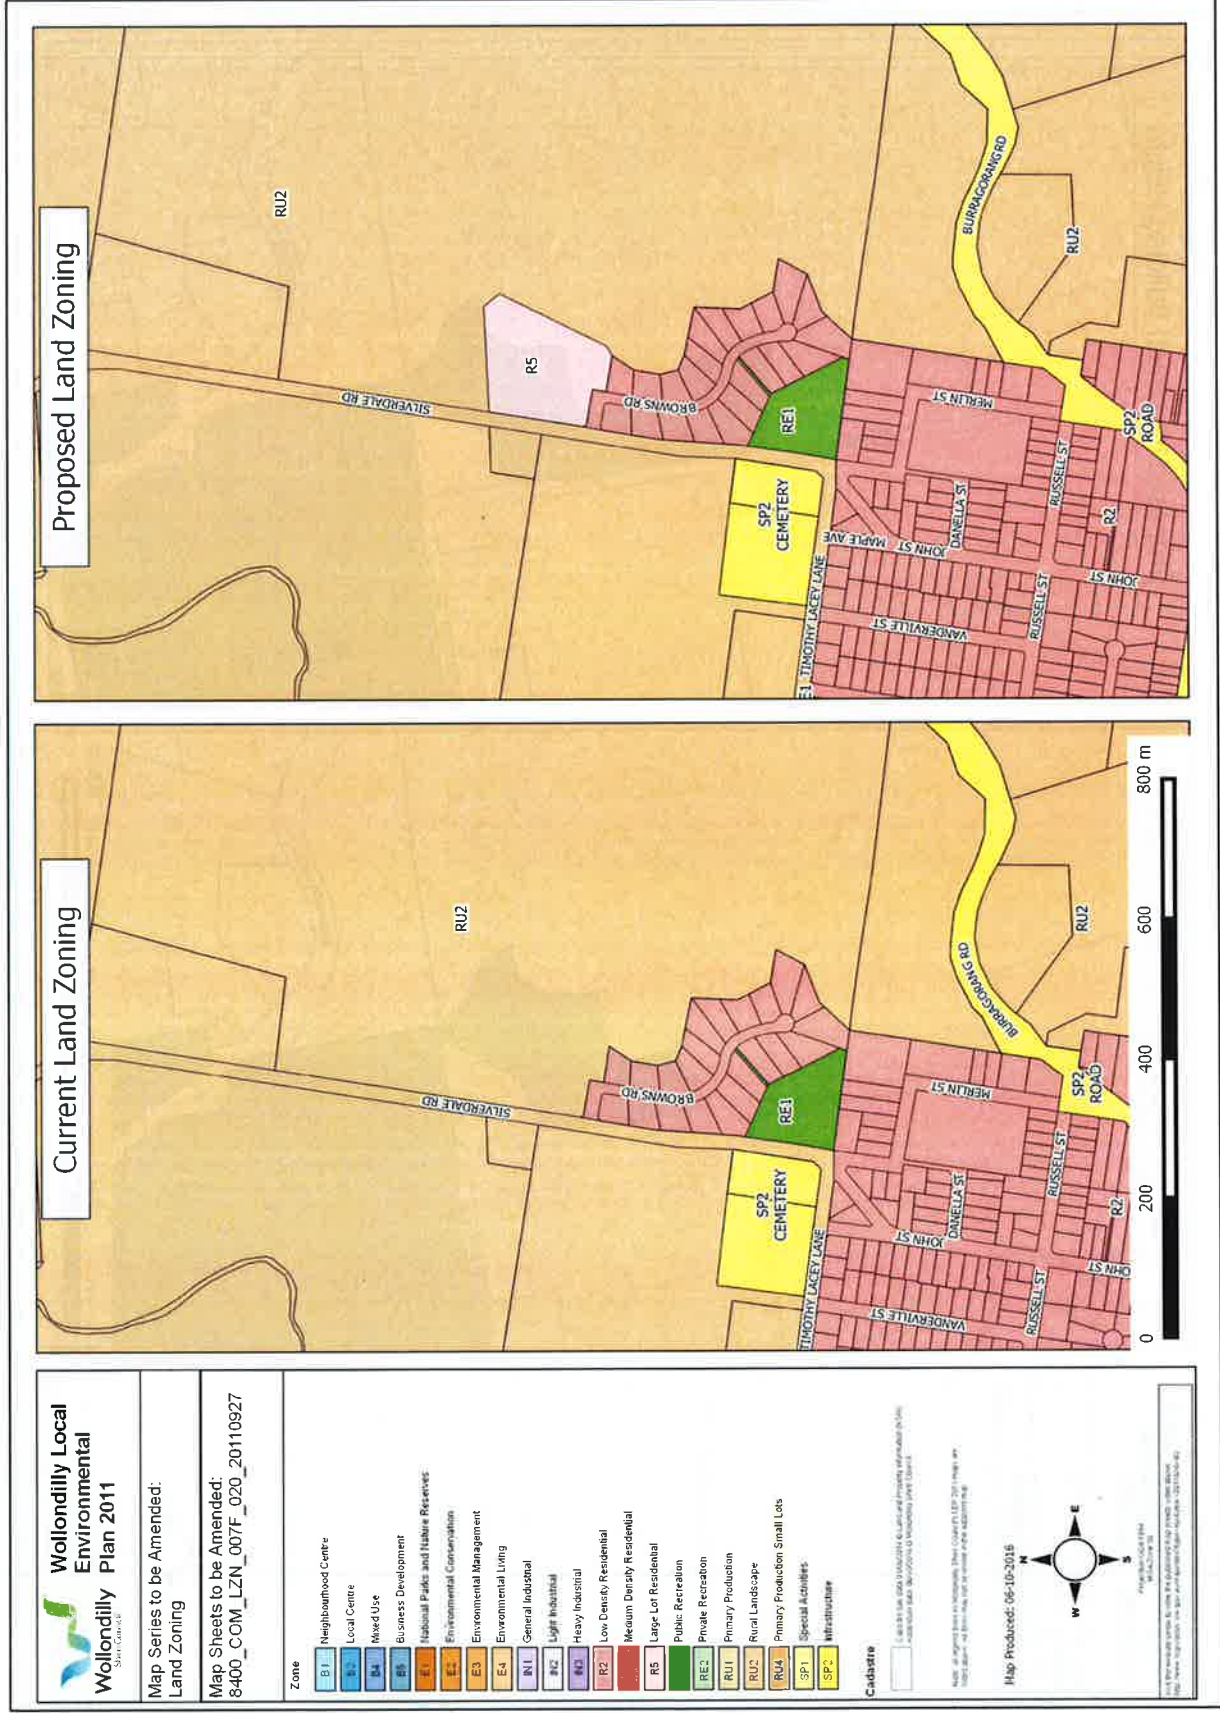 Wollondilly Local
Environmental
Plan 2011
Wollondilly
Shire Council
Map Series to be Amended:
Land Zoning
Map Sheets to be Amended:
8400_COM_LZN_007F_020_20110927
Zone
B1 Neighbourhood Centre
B2 Local Centre
B4 Mixed Use
B5 Business Development
E1 National Parks and Nature Reserves
E2 Environmental Conservation
E3 Environmental Management
E4 Environmental Living
IN1 General Industrial
IN2 Light Industrial
IN3 Heavy Industrial
R2 Low Density Residential
Medium Density Residential
R5 Large Lot Residential
Public Recreation
RE2 Private Recreation
RU1 Primary Production
RU2 Rural Landscape
RU4 Primary Production Small Lots
SP1 Special Activities
SP2 Infrastructure
Cadastre
Map Produced: 06-10-2016
N
W
E
S
Current Land Zoning
RU2
SILVERDALE RD
BROWNS RD
RE1
SP2
CEMETERY
TIMOTHY LACEY LANE
BURRAGORANG RD
RU2
MERLIN ST
SP2
ROAD
RUSSELL ST
DANELLA ST
JOHN ST
R2
VANDERVILLE ST
RUSSELL ST
OHN ST
0
200
400
600
800 m
Proposed Land Zoning
RU2
R5
SILVERDALE RD
BROWNS RD
RE1
SP2
CEMETERY
E1
TIMOTHY LACEY LANE
MAPLE AVE
BURRAGORANG RD
RU2
MERLIN ST
SP2
ROAD
RUSSELL ST
DANELLA ST
JOHN ST
R2
VANDERVILLE ST
RUSSELL ST
JOHN ST